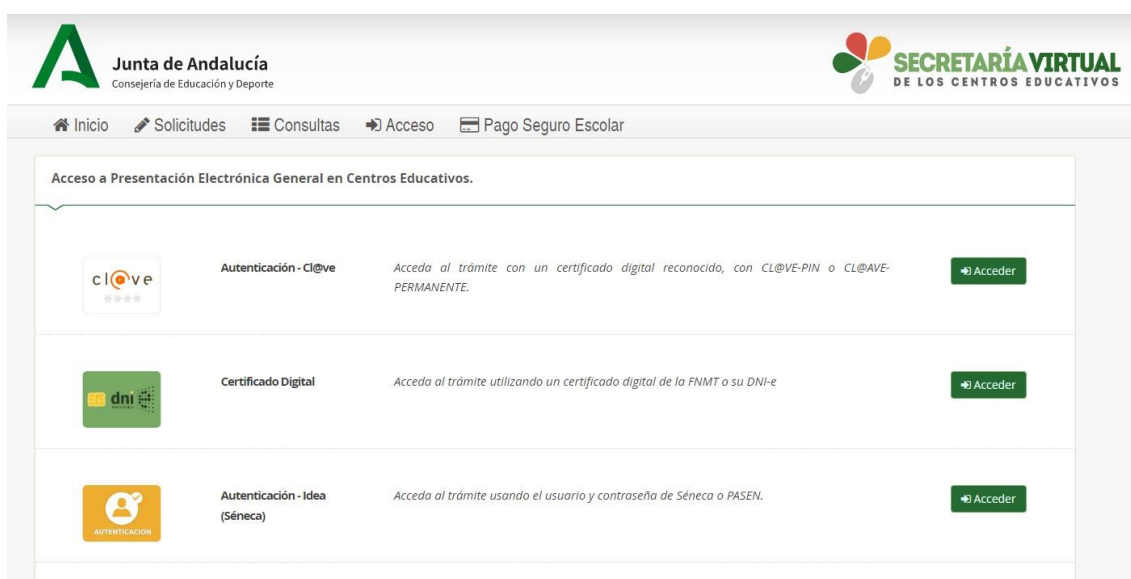 Junta de Andalucía
Consejería de Educación y Deporte
SECRETARÍA VIRTUAL
DE LOS CENTROS EDUCATIVOS
Inicio Solicitudes Consultas Acceso Pago Seguro Escolar
Acceso a Presentación Electrónica General en Centros Educativos.
cl@ve
Autenticación - Cl@ve
Acceda al trámite con un certificado digital reconocido, con CL@VE-PIN o CL@AVE-
PERMANENTE.
Acceder
dni
Certificado Digital
Acceda al trámite utilizando un certificado digital de la FNMT o su DNI-e
Acceder
AUTENTICACION
Autenticación - Idea
(Séneca)
Acceda al trámite usando el usuario y contraseña de Séneca o PASEN.
Acceder